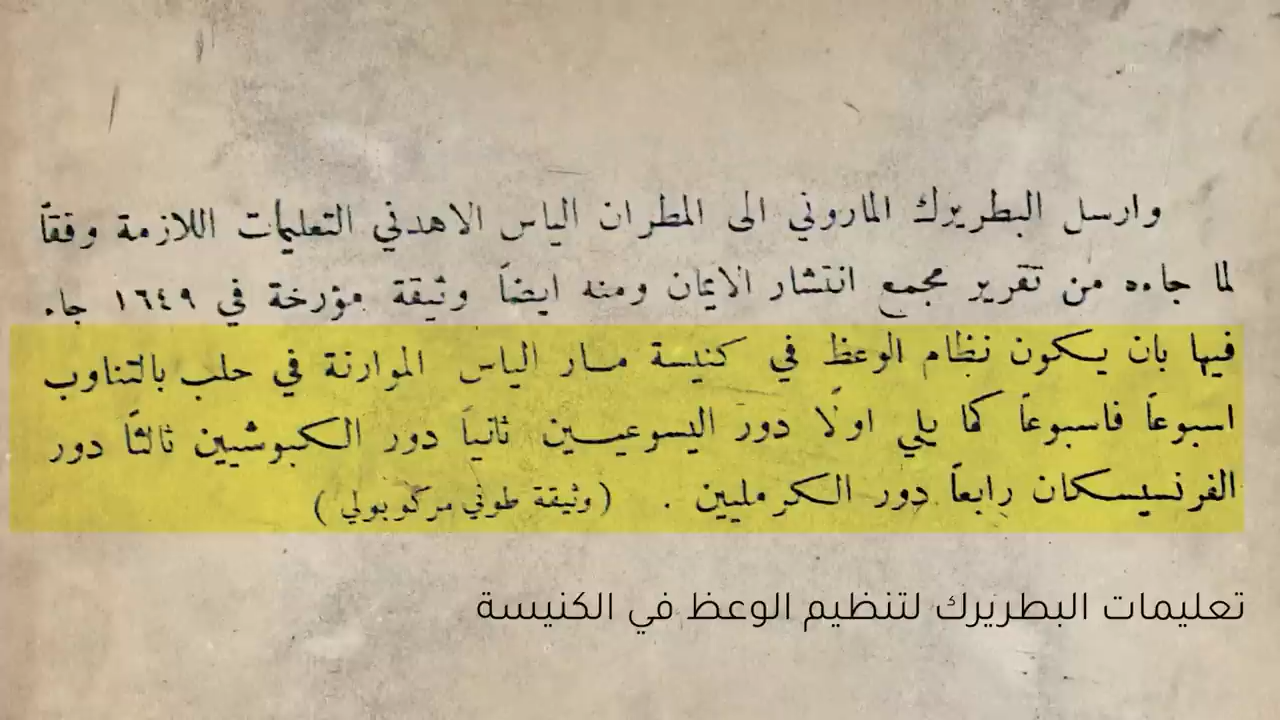 وارسل البطريرك الماروني الى المطران الياس الاهدني التعليمات اللازمة وفقاً
لما جاءه من تقرير مجمع انتشار الايمان ومنه ايضاً وثيقة مؤرخة في ١٦٤٩ جاء
فيها بان يكون نظام الوعظ في كنيسة مار الياس الموارنة في حلب بالتناوب
اسبوعاً فاسبوعاً كما يلي اولاً دور اليسوعيين ثانياً دور الكبوشيين ثالثاً دور
الفرنسيسكان رابعاً دور الكرمليين . (وثيقة طوني مركوبولي)
تعليمات البطريرك لتنظيم الوعظ في الكنيسة